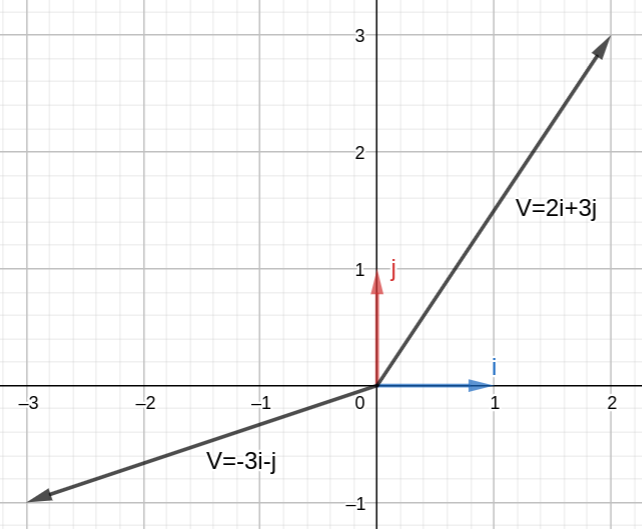 3
2
V=2i+3j
1
j
i
–3
–2
–1
0
1
2
V=-3i-j
–1